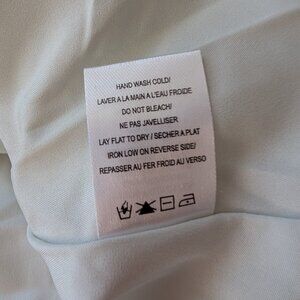 HAND WASH COLD/
LAVER A LA MAIN A L'EAU FROIDE
DO NOT BLEACH/
NE PAS JAVELLISER
LAY FLAT TO DRY / SECHER A PLAT
IRON LOW ON REVERSE SIDE/
REPASSER AU FER FROID AU VERSO